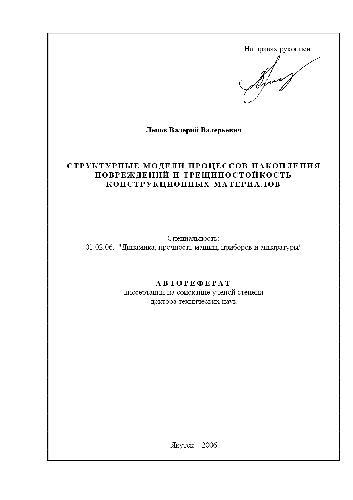 На правах рукописи
Лепов Валерий Валерьевич
СТРУКТУРНЫЕ МОДЕЛИ ПРОЦЕССОВ НАКОПЛЕНИЯ
ПОВРЕЖДЕНИЙ И ТРЕЩИНОСТОЙКОСТЬ
КОНСТРУКЦИОННЫХ МАТЕРИАЛОВ
Специальность:
01.02.06. "Динамика, прочность машин, приборов и аппаратуры"
АВТОРЕФЕРАТ
диссертации на соискание ученой степени
доктора технических наук
Якутск – 2006